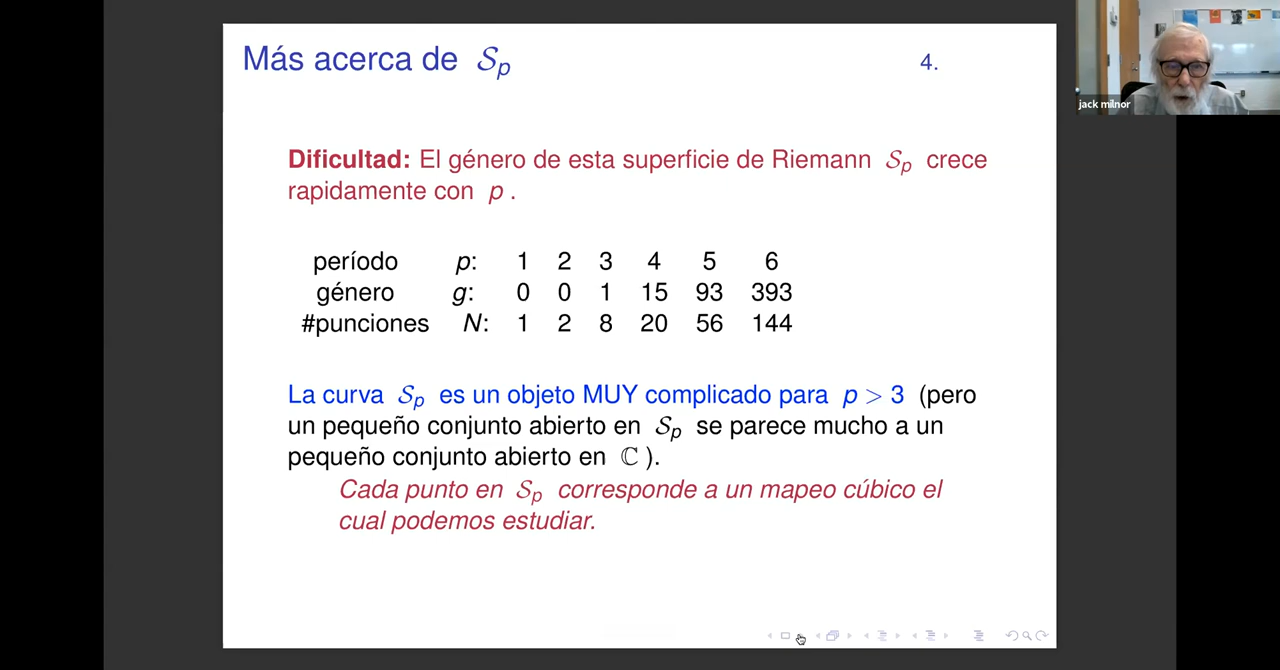 Más acerca de Sₚ 4.
jack milnor
Dificultad: El género de esta superficie de Riemann Sₚ crece
rapidamente con p .
período p: 1 2 3 4 5 6
género g: 0 0 1 15 93 393
#punciones N: 1 2 8 20 56 144
La curva Sₚ es un objeto MUY complicado para p > 3 (pero
un pequeño conjunto abierto en Sₚ se parece mucho a un
pequeño conjunto abierto en ℂ ).
Cada punto en Sₚ corresponde a un mapeo cúbico el
cual podemos estudiar.